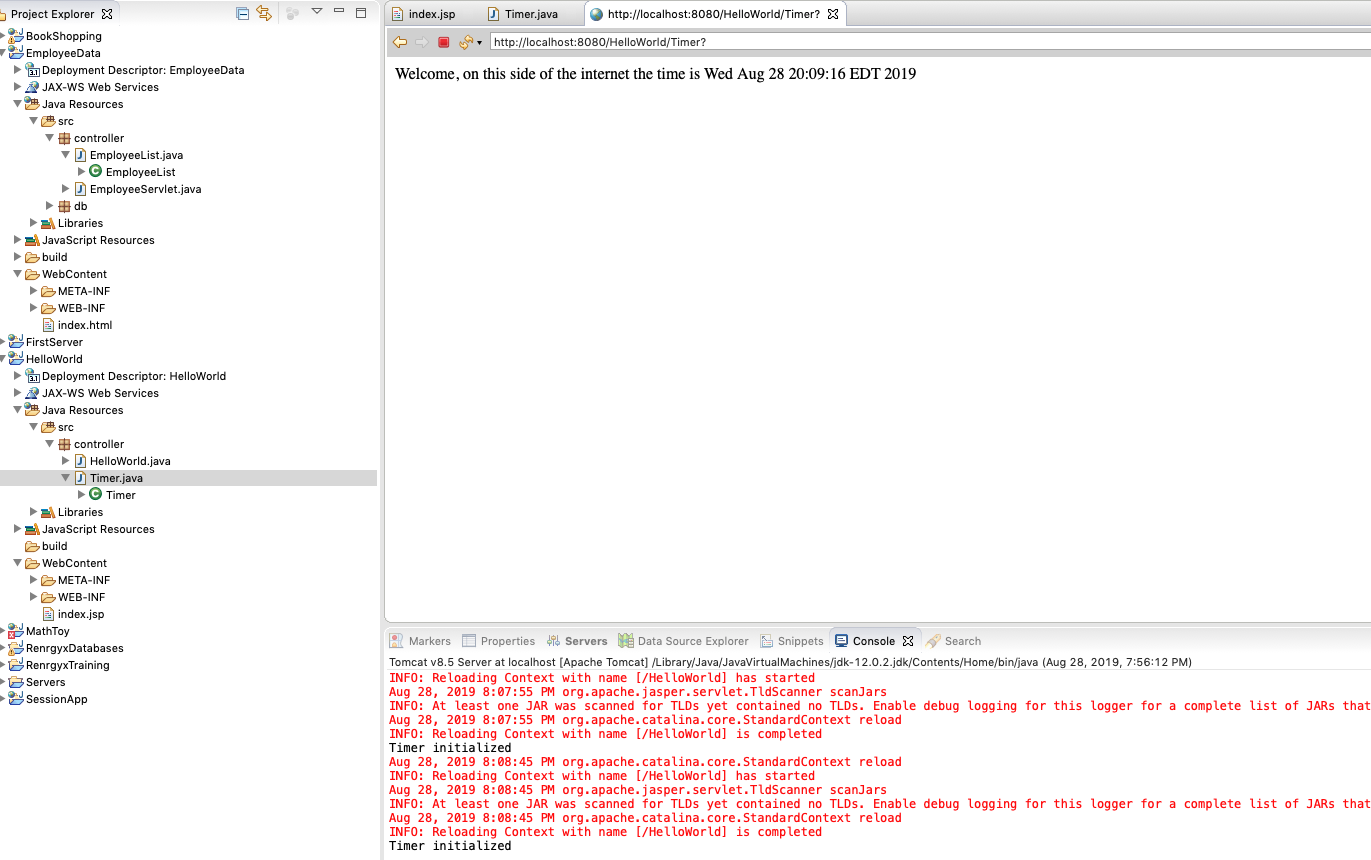 Project Explorer
BookShopping
EmployeeData
Deployment Descriptor: EmployeeData
JAX-WS Web Services
Java Resources
src
controller
EmployeeList.java
EmployeeList
EmployeeServlet.java
db
Libraries
JavaScript Resources
build
WebContent
META-INF
WEB-INF
index.html
FirstServer
HelloWorld
Deployment Descriptor: HelloWorld
JAX-WS Web Services
Java Resources
src
controller
HelloWorld.java
Timer.java
Timer
Libraries
JavaScript Resources
build
WebContent
META-INF
WEB-INF
index.jsp
MathToy
RenrgyxDatabases
RenrgyxTraining
Servers
SessionApp
index.jsp Timer.java http://localhost:8080/HelloWorld/Timer?
http://localhost:8080/HelloWorld/Timer?
Welcome, on this side of the internet the time is Wed Aug 28 20:09:16 EDT 2019
Markers Properties Servers Data Source Explorer Snippets Console Search
Tomcat v8.5 Server at localhost [Apache Tomcat] /Library/Java/JavaVirtualMachines/jdk-12.0.2.jdk/Contents/Home/bin/java (Aug 28, 2019, 7:56:12 PM)
INFO: Reloading Context with name [/HelloWorld] has started
Aug 28, 2019 8:07:55 PM org.apache.jasper.servlet.TldScanner scanJars
INFO: At least one JAR was scanned for TLDs yet contained no TLDs. Enable debug logging for this logger for a complete list of JARs that
Aug 28, 2019 8:07:55 PM org.apache.catalina.core.StandardContext reload
INFO: Reloading Context with name [/HelloWorld] is completed
Timer initialized
Aug 28, 2019 8:08:45 PM org.apache.catalina.core.StandardContext reload
INFO: Reloading Context with name [/HelloWorld] has started
Aug 28, 2019 8:08:45 PM org.apache.jasper.servlet.TldScanner scanJars
INFO: At least one JAR was scanned for TLDs yet contained no TLDs. Enable debug logging for this logger for a complete list of JARs that
Aug 28, 2019 8:08:45 PM org.apache.catalina.core.StandardContext reload
INFO: Reloading Context with name [/HelloWorld] is completed
Timer initialized